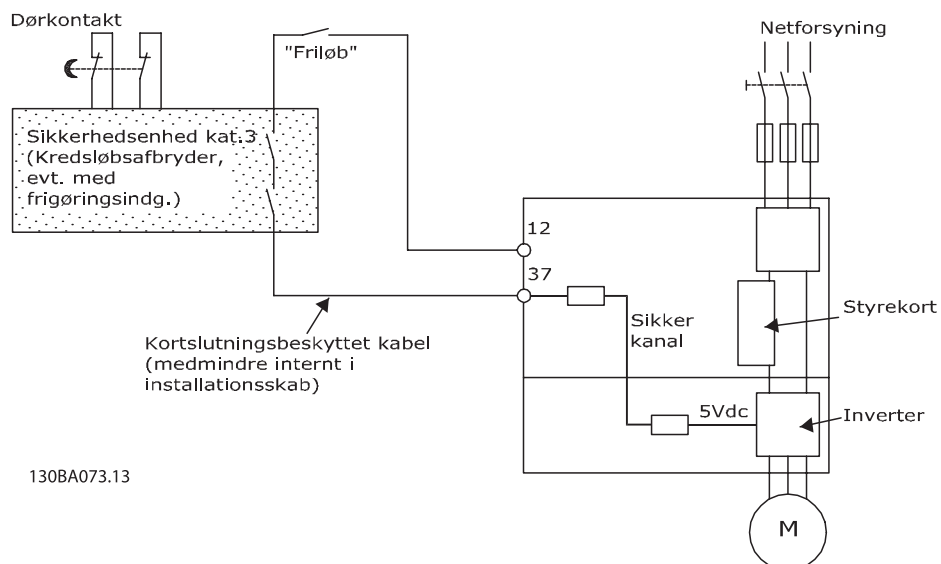 Dørkontakt
"Friløb"
Netforsyning
Sikkerhedsenhed kat.3
(Kredsløbsafbryder,
evt. med
frigøringsindg.)
12
37
Kortslutningsbeskyttet kabel
(medmindre internt i
installationsskab)
Sikker
kanal
Styrekort
5Vdc
Inverter
130BA073.13
M